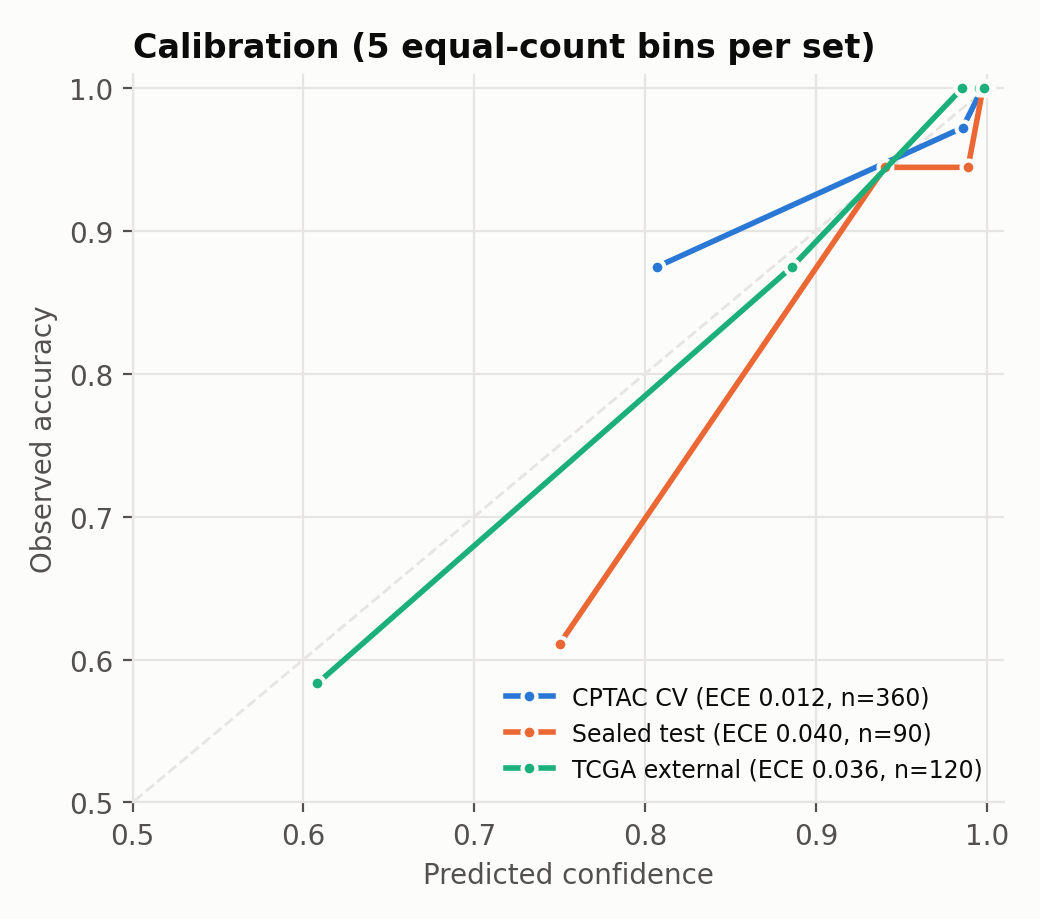 Calibration (5 equal-count bins per set)
1.0
0.9
0.8
0.7
0.6
0.5
Observed accuracy
CPTAC CV (ECE 0.012, n=360)
Sealed test (ECE 0.040, n=90)
TCGA external (ECE 0.036, n=120)
0.5 0.6 0.7 0.8 0.9 1.0
Predicted confidence